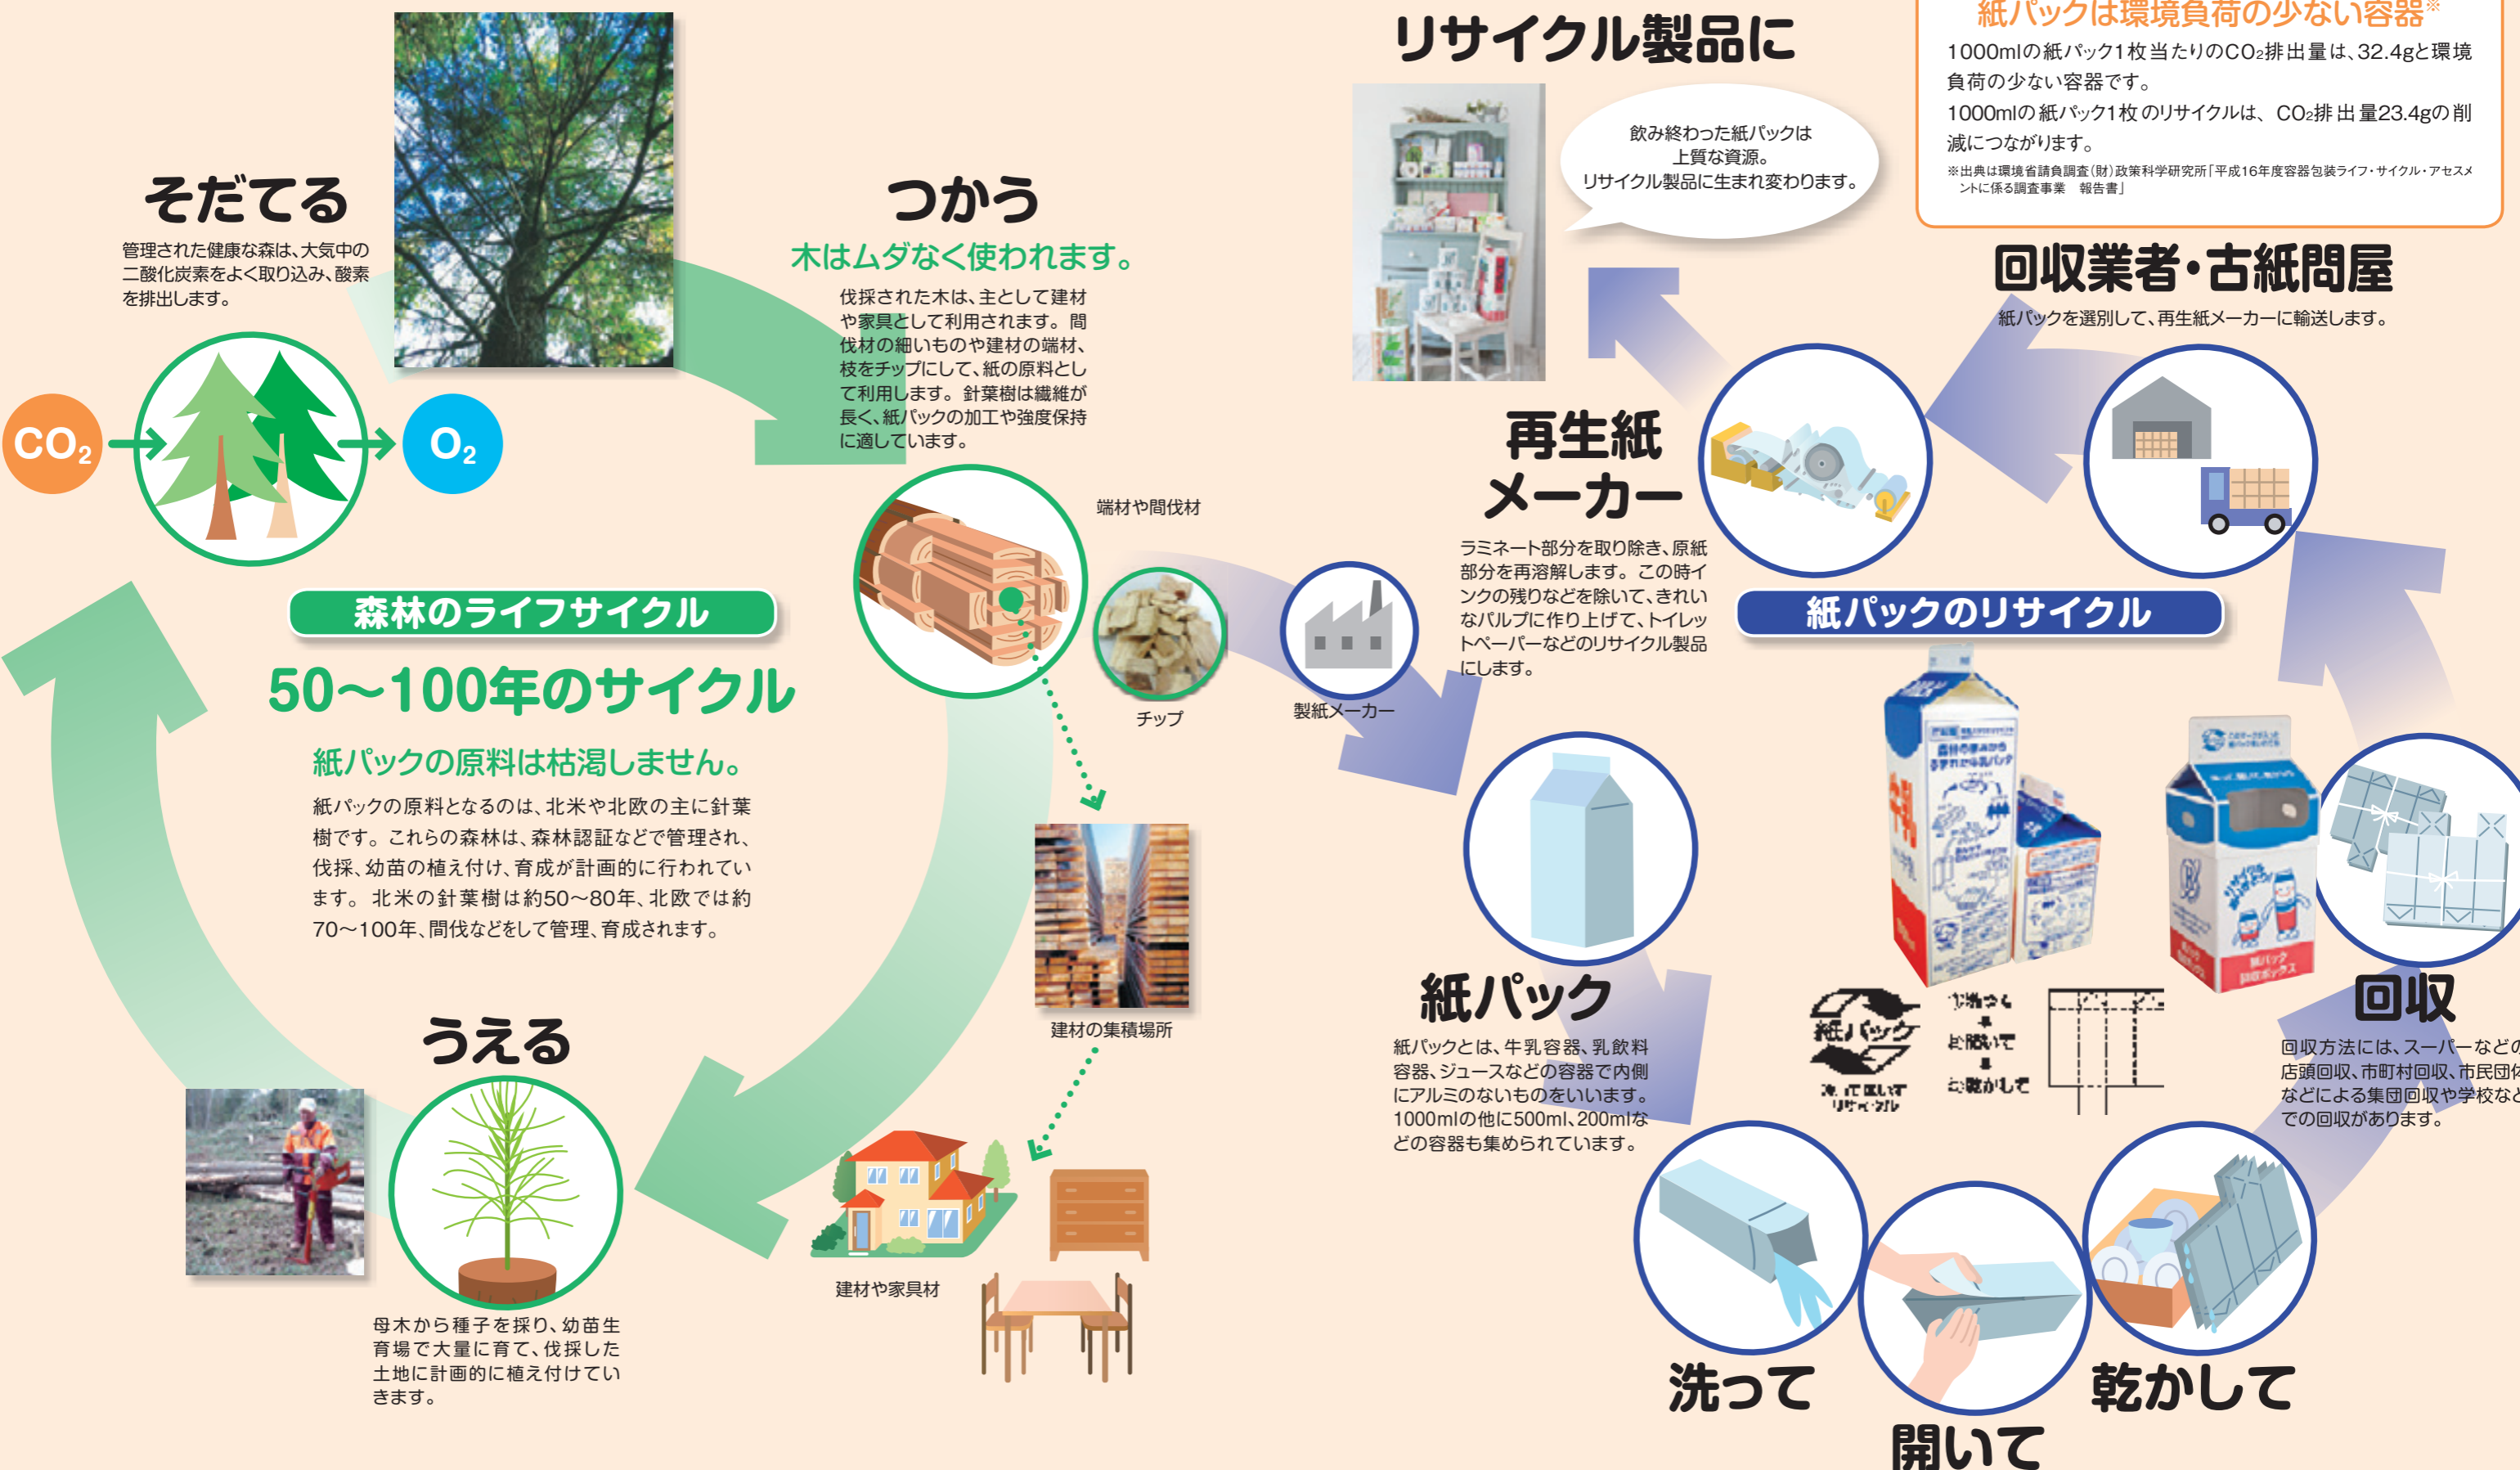 そだてる
管理された健康な森は、大気中の
二酸化炭素をよく取り込み、酸素
を排出します。
CO₂
O₂
つかう
木はムダなく使われます。
伐採された木は、主として建材
や家具として利用されます。間
伐材の細いものや建材の端材、
枝をチップにして、紙の原料とし
て利用します。針葉樹は繊維が
長く、紙パックの加工や強度保持
に適しています。
端材や間伐材
チップ
製紙メーカー
森林のライフサイクル
50〜100年のサイクル
紙パックの原料は枯渇しません。
紙パックの原料となるのは、北米や北欧の主に針葉
樹です。これらの森林は、森林認証などで管理され、
伐採、幼苗の植え付け、育成が計画的に行われてい
ます。北米の針葉樹は約50〜80年、北欧では約
70〜100年、間伐などをして管理、育成されます。
建材の集積場所
建材や家具材
うえる
母木から種子を採り、幼苗生
育場で大量に育て、伐採した
土地に計画的に植え付けてい
きます。
リサイクル製品に
飲み終わった紙パックは
上質な資源。
リサイクル製品に生まれ変わります。
紙パックは環境負荷の少ない容器※
1000mlの紙パック1枚当たりのCO₂排出量は、32.4gと環境
負荷の少ない容器です。
1000mlの紙パック1枚のリサイクルは、CO₂排出量23.4gの削
減につながります。
※出典は環境省請負調査(財)政策科学研究所「平成16年度容器包装ライフ・サイクル・アセスメ
ントに係る調査事業 報告書」
回収業者・古紙問屋
紙パックを選別して、再生紙メーカーに輸送します。
再生紙
メーカー
ラミネート部分を取り除き、原紙
部分を再溶解します。この時イ
ンクの残りなどを除いて、きれい
なパルプに作り上げて、トイレッ
トペーパーなどのリサイクル製品
にします。
紙パックのリサイクル
紙パック
紙パックとは、牛乳容器、乳飲料
容器、ジュースなどの容器で内側
にアルミのないものをいいます。
1000mlの他に500ml、200mlな
どの容器も集められています。
牛乳
紙パック
回収ボックス
紙パック
リサイクル
回収
回収方法には、スーパーなどの
店頭回収、市町村回収、市民団体
などによる集団回収や学校など
での回収があります。
洗って
開いて
乾かして